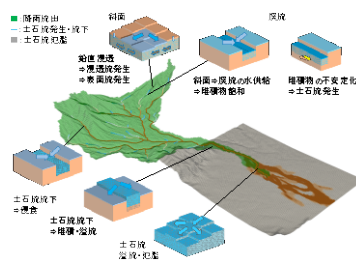 降雨流出
土石流発生・流下
土石流氾濫
斜面
渓流
鉛直浸透
⇒浸透流発生
⇒表面流発生
斜面⇒渓流の水供給
⇒堆積物飽和
堆積物の不安定化
⇒土石流発生
土石流流下
⇒侵食
土石流流下
⇒堆積・溢流
土石流
溢流・氾濫